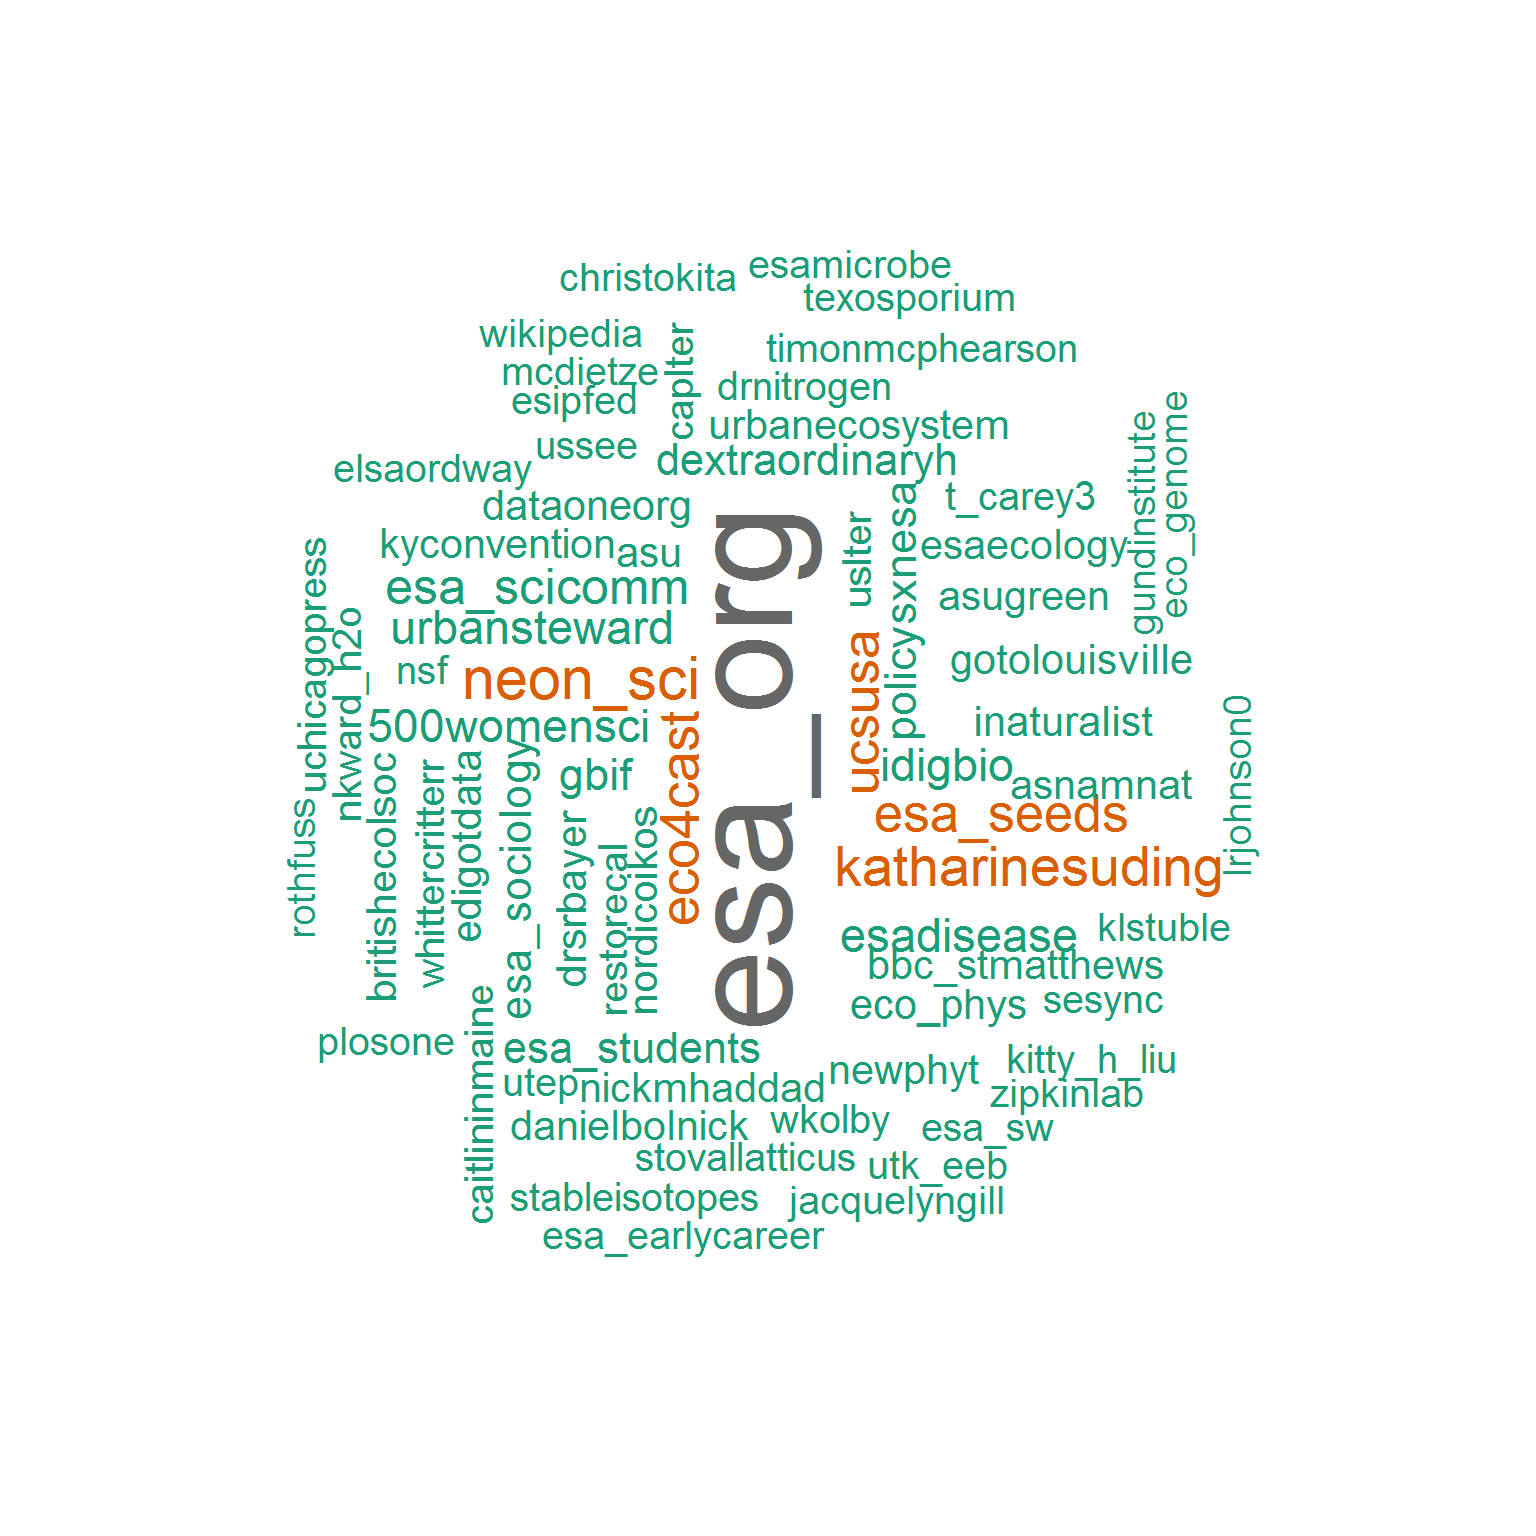 esamicrobe
christokita
texosporium
wikipedia
timonmcphearson
mcdietze
caplter
drnitrogen
esipfed
urbanecosystem
ussee
dextraordinaryh
elsaordway
t_carey3
gundinstitute
eco_genome
dataoneorg
kyconvention
asu
uslter
policysxnesa
esaecology
esa_scicomm
asugreen
urbansteward
esa_org
nsf
neon_sci
ucsusa
gotolouisville
uchicagopress
nkward_h2o
500womensci
inaturalist
idigbio
asnamnat
gbif
eco4cast
esa_seeds
lrjohnson0
rothfuss
britishecolsoc
whittercritterr
edigotdata
esa_sociology
drsrbayer
restorecal
nordicoikos
katharinesuding
esadisease
klstuble
bbc_stmatthews
eco_phys
sesync
plosone
caitlininmaine
esa_students
utep
nickmhaddad
newphyt
kitty_h_liu
zipkinlab
danielbolnick
wkolby
esa_sw
stovallatticus
utk_eeb
stableisotopes
jacquelyngill
esa_earlycareer